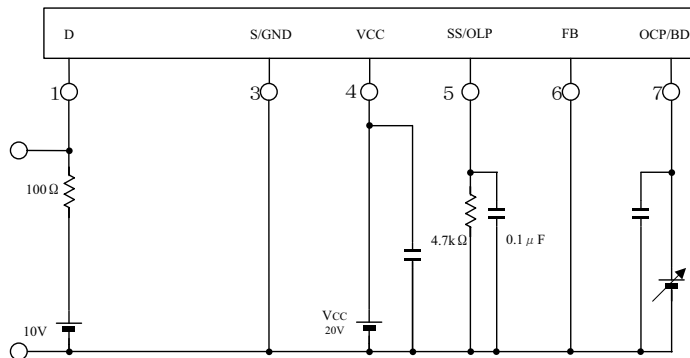 D S/GND VCC SS/OLP FB OCP/BD
1 3 4 5 6 7
100Ω
4.7kΩ 0.1μF
10V
VCC
20V